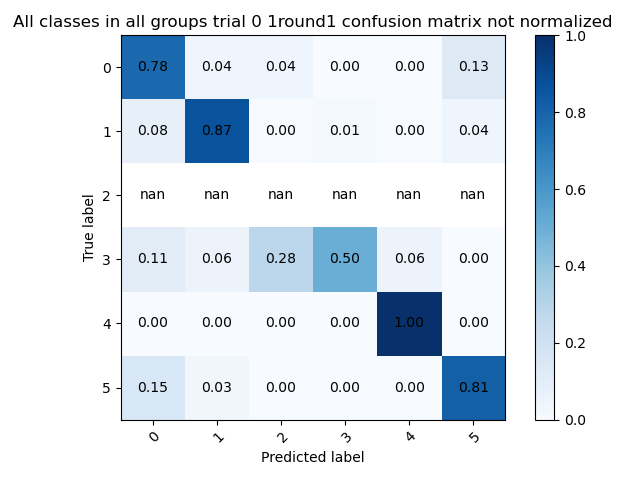 All classes in all groups trial 0 1round1 confusion matrix not normalized
True label
0 0.78 0.04 0.04 0.00 0.00 0.13
1 0.08 0.87 0.00 0.01 0.00 0.04
2 nan nan nan nan nan nan
3 0.11 0.06 0.28 0.50 0.06 0.00
4 0.00 0.00 0.00 0.00 1.00 0.00
5 0.15 0.03 0.00 0.00 0.00 0.81
0 1 2 3 4 5
Predicted label
1.0
0.8
0.6
0.4
0.2
0.0